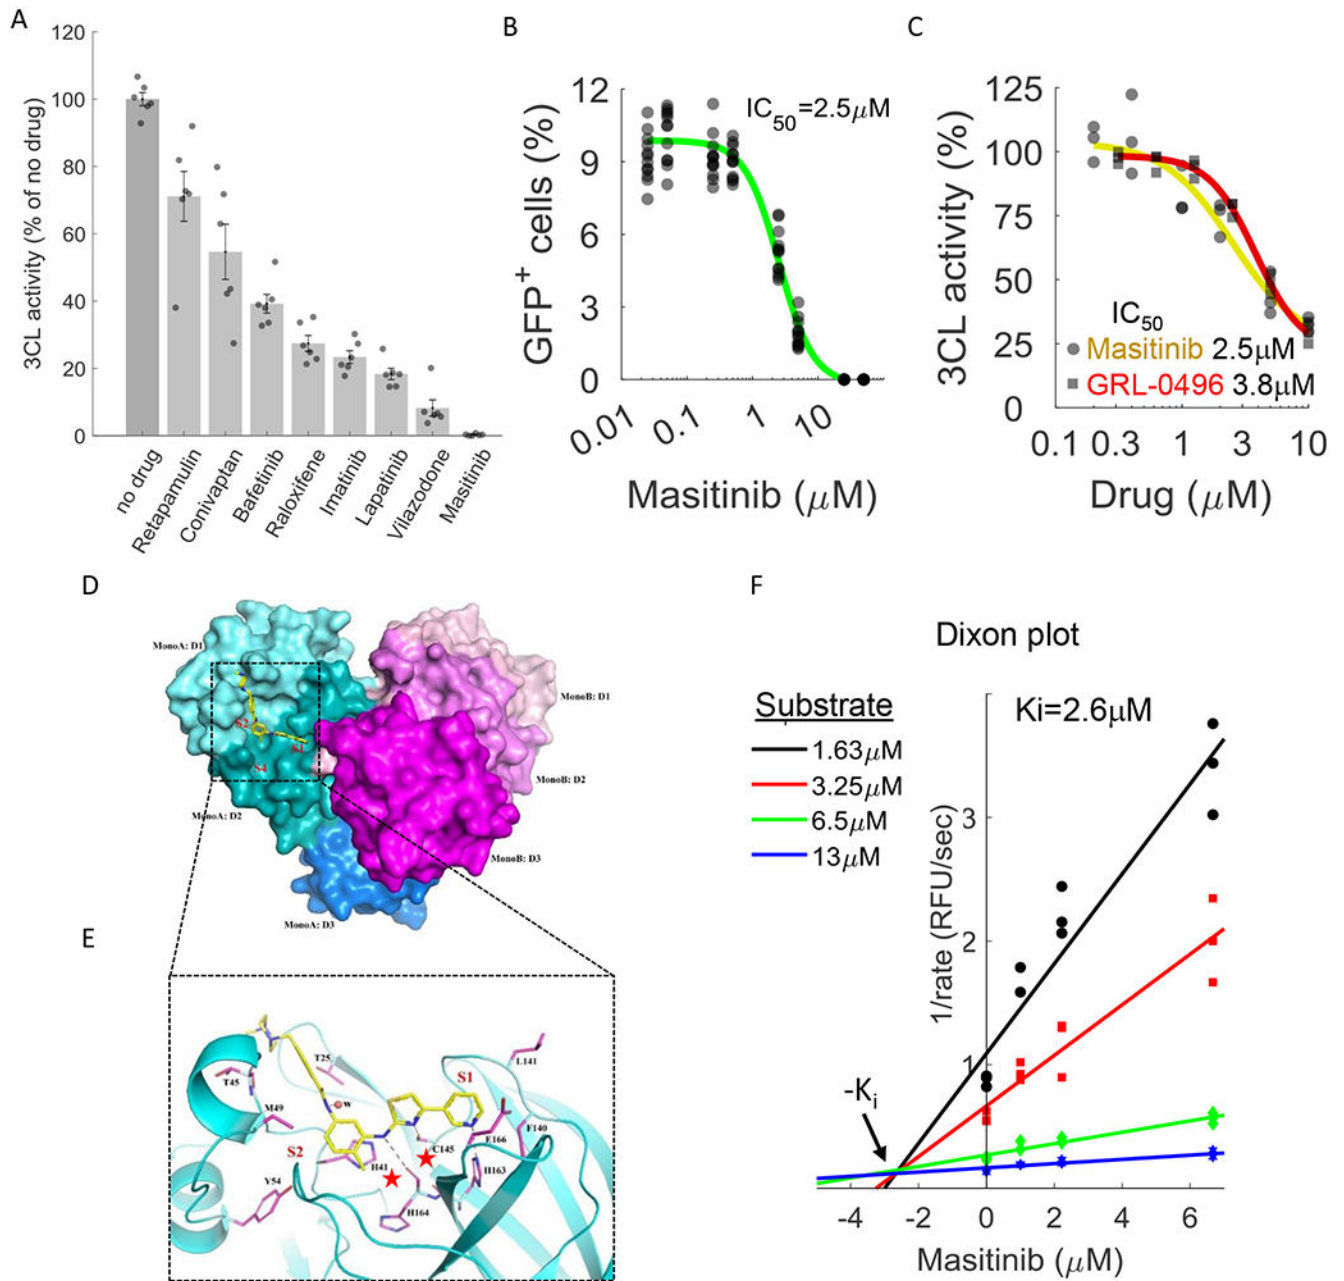 A
3CL activity (% of no drug)
120
100
80
60
40
20
0
no drug
Retapamulin
Conivaptan
Bafetinib
Raloxifene
Imatinib
Lapatinib
Vilazodone
Masitinib
B
GFP+ cells (%)
12
9
6
3
0
IC50=2.5μM
0.01
0.1
1
10
Masitinib (μM)
C
3CL activity (%)
125
100
75
50
25
0
IC50
Masitinib 2.5μM
GRL-0496 3.8μM
0.1
0.3
1
3
10
Drug (μM)
D
MonoA: D1
S2
S1
S4
MonoA: D2
MonoA: D3
MonoB: D1
MonoB: D2
MonoB: D3
E
T45
T25
L141
M49
W
S1
S2
H41
C145
E166
F140
H163
Y54
H164
F
Dixon plot
Substrate
1.63μM
3.25μM
6.5μM
13μM
Ki=2.6μM
1/rate (RFU/sec)
3
2
1
-Ki
-4
-2
0
2
4
6
Masitinib (μM)